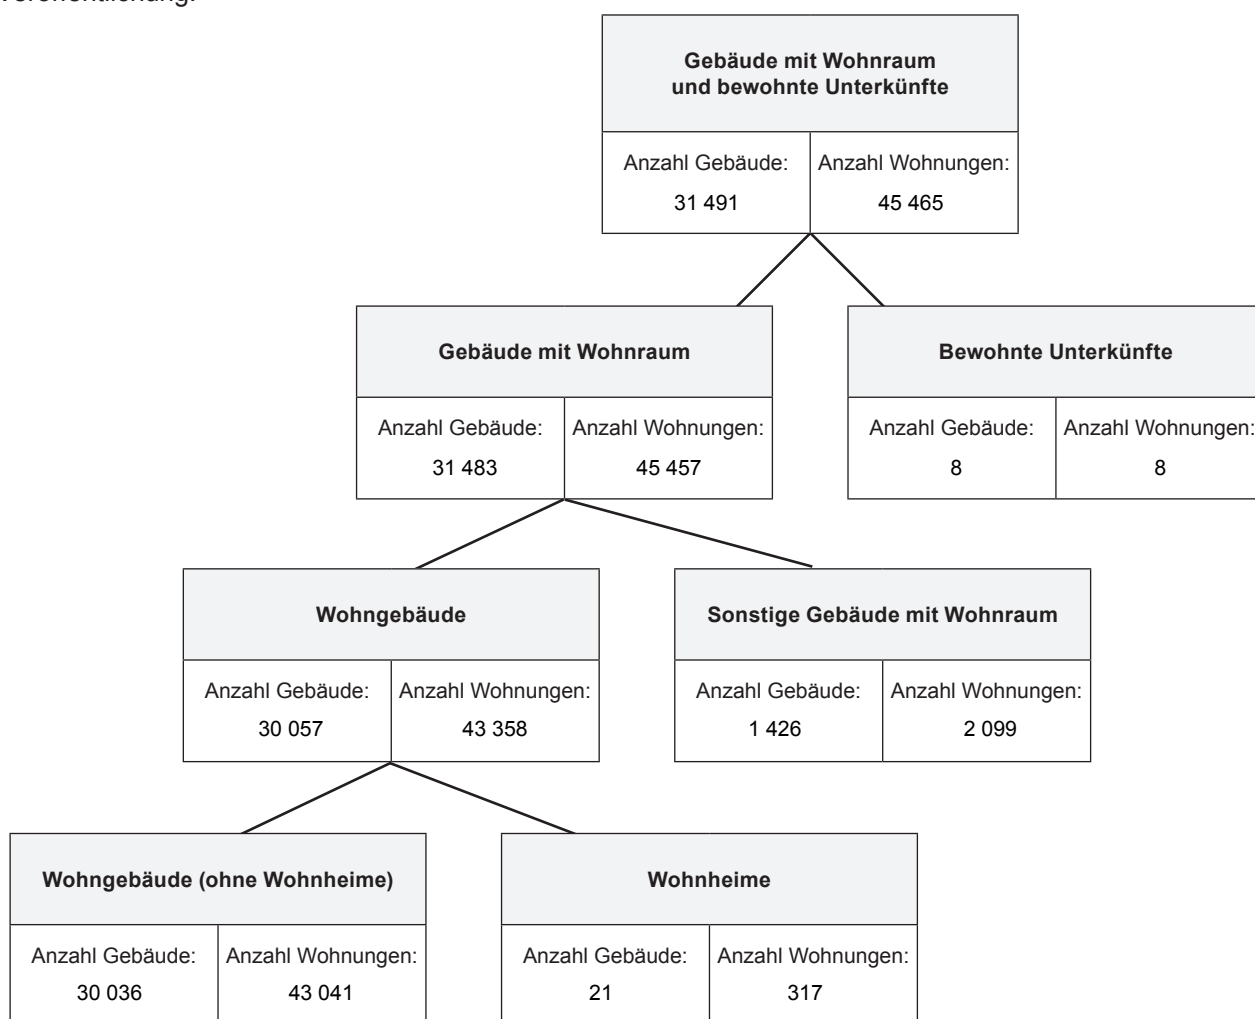 Veröffentlichung.
Gebäude mit Wohnraum
und bewohnte Unterkünfte
Anzahl Gebäude: Anzahl Wohnungen:
31 491 45 465
Gebäude mit Wohnraum Bewohnte Unterkünfte
Anzahl Gebäude: Anzahl Wohnungen: Anzahl Gebäude: Anzahl Wohnungen:
31 483 45 457 8 8
Wohngebäude Sonstige Gebäude mit Wohnraum
Anzahl Gebäude: Anzahl Wohnungen: Anzahl Gebäude: Anzahl Wohnungen:
30 057 43 358 1 426 2 099
Wohngebäude (ohne Wohnheime) Wohnheime
Anzahl Gebäude: Anzahl Wohnungen: Anzahl Gebäude: Anzahl Wohnungen:
30 036 43 041 21 317